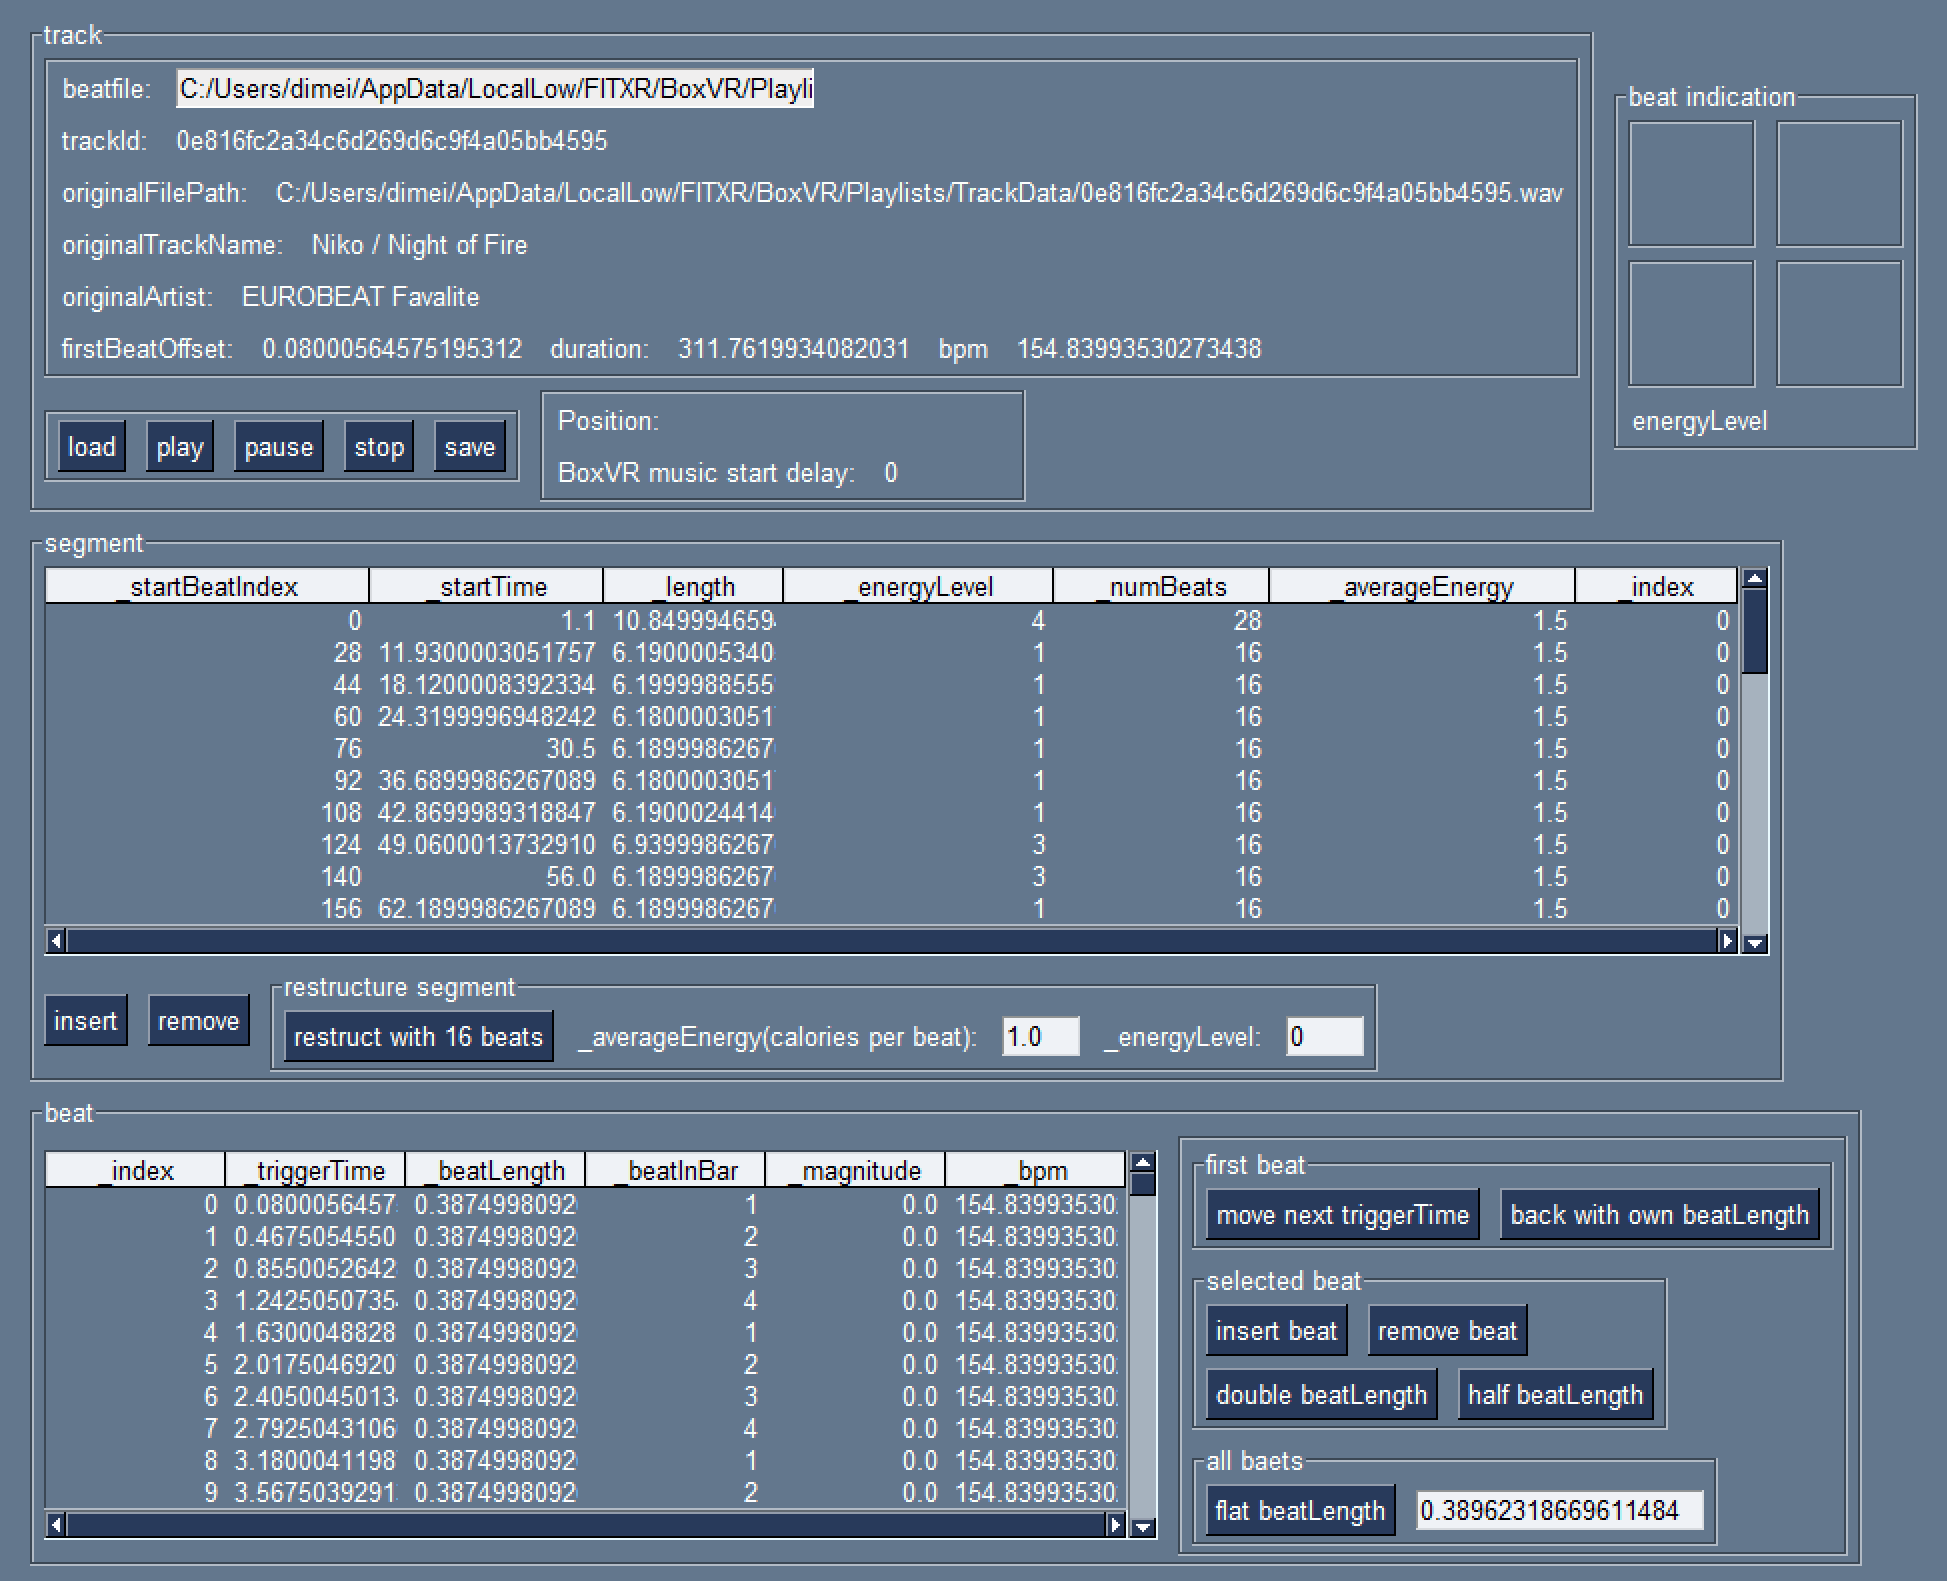 track
beatfile: C:/Users/dimei/AppData/LocalLow/FITXR/BoxVR/Playli
trackId: 0e816fc2a34c6d269d6c9f4a05bb4595
originalFilePath: C:/Users/dimei/AppData/LocalLow/FITXR/BoxVR/Playlists/TrackData/0e816fc2a34c6d269d6c9f4a05bb4595.wav
originalTrackName: Niko / Night of Fire
originalArtist: EUROBEAT Favalite
firstBeatOffset: 0.08000564575195312 duration: 311.7619934082031 bpm 154.83993530273438
load play pause stop save
Position:
BoxVR music start delay: 0
beat indication
energyLevel
segment
_startBeatIndex _startTime _length _energyLevel _numBeats _averageEnergy _index
0 1.1 10.849994659 4 28 1.5 0
28 11.9300003051757 6.1900005340 1 16 1.5 0
44 18.1200008392334 6.1999988555 1 16 1.5 0
60 24.3199996948242 6.1800003051 1 16 1.5 0
76 30.5 6.1899986267 1 16 1.5 0
92 36.6899986267089 6.1800003051 1 16 1.5 0
108 42.8699989318847 6.1900024414 1 16 1.5 0
124 49.0600013732910 6.9399986267 3 16 1.5 0
140 56.0 6.1899986267 3 16 1.5 0
156 62.1899986267089 6.1899986267 1 16 1.5 0
insert remove
restructure segment
restruct with 16 beats _averageEnergy(calories per beat): 1.0 _energyLevel: 0
beat
_index _triggerTime _beatLength _beatInBar _magnitude _bpm
0 0.0800056457 0.3874998092 1 0.0 154.83993530
1 0.4675054550 0.3874998092 2 0.0 154.83993530
2 0.8550052642 0.3874998092 3 0.0 154.83993530
3 1.2425050735 0.3874998092 4 0.0 154.83993530
4 1.6300048828 0.3874998092 1 0.0 154.83993530
5 2.0175046920 0.3874998092 2 0.0 154.83993530
6 2.4050045013 0.3874998092 3 0.0 154.83993530
7 2.7925043106 0.3874998092 4 0.0 154.83993530
8 3.1800041198 0.3874998092 1 0.0 154.83993530
9 3.5675039291 0.3874998092 2 0.0 154.83993530
first beat
move next triggerTime back with own beatLength
selected beat
insert beat remove beat
double beatLength half beatLength
all baets
flat beatLength 0.38962318669611484